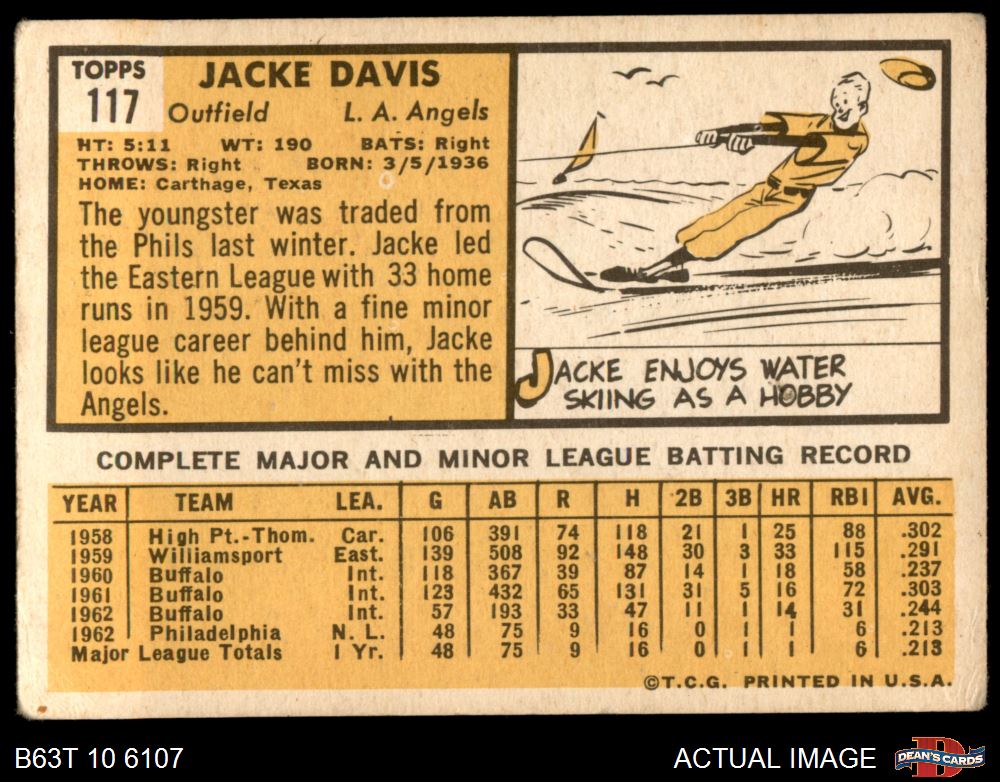 TOPPS
117
JACKE DAVIS
Outfield L. A. Angels
HT: 5:11 WT: 190 BATS: Right
THROWS: Right BORN: 3/5/1936
HOME: Carthage, Texas
The youngster was traded from
the Phils last winter. Jacke led
the Eastern League with 33 home
runs in 1959. With a fine minor
league career behind him, Jacke
looks like he can't miss with the
Angels.
JACKE ENJOYS WATER
SKIING AS A HOBBY
COMPLETE MAJOR AND MINOR LEAGUE BATTING RECORD
YEAR TEAM LEA. G AB R H 2B 3B HR RBI AVG.
1958 High Pt.-Thom. Car. 106 391 74 118 21 1 25 88 .302
1959 Williamsport East. 139 508 92 148 30 3 33 115 .291
1960 Buffalo Int. 118 367 39 87 14 1 18 58 .237
1961 Buffalo Int. 123 432 65 131 31 5 16 72 .303
1962 Buffalo Int. 57 193 33 47 11 1 14 31 .244
1962 Philadelphia N. L. 48 75 9 16 0 1 1 6 .213
Major League Totals 1 Yr. 48 75 9 16 0 1 1 6 .213
©T.C.G. PRINTED IN U.S.A.
B63T 10 6107
ACTUAL IMAGE
D
DEAN'S CARDS